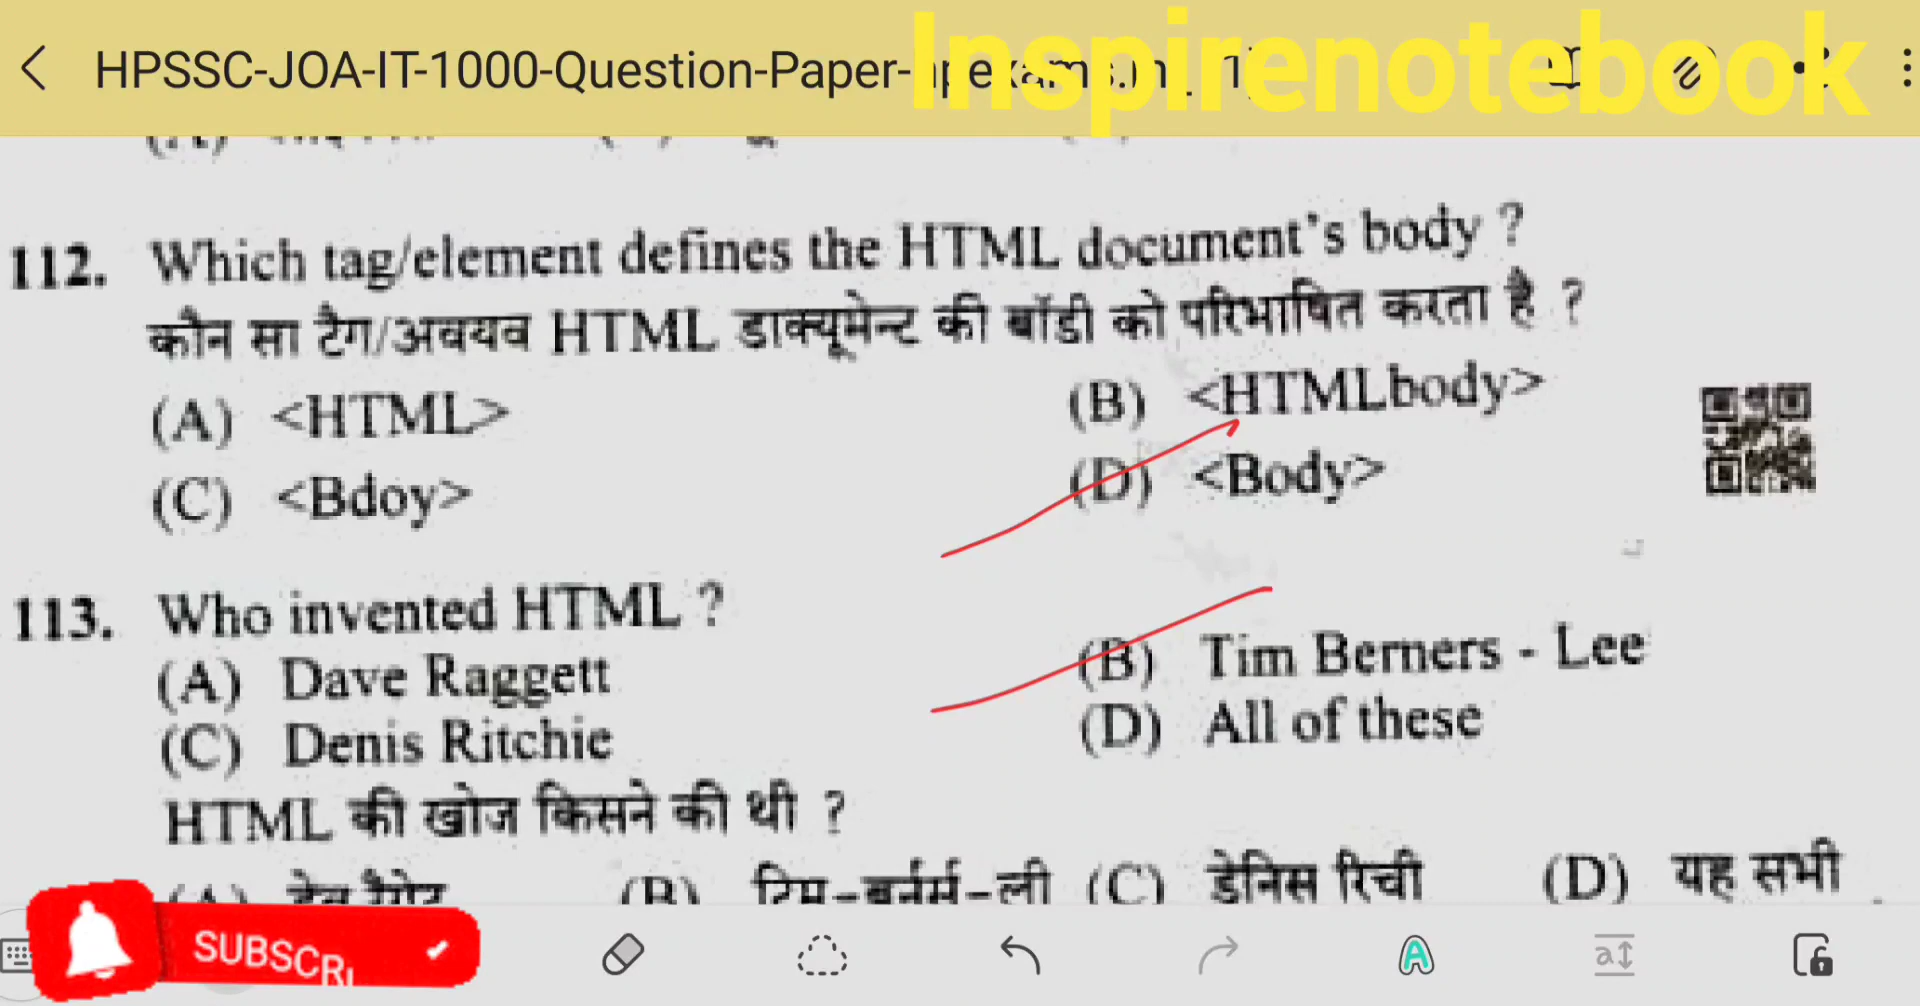 HPSSC-JOA-IT-1000-Question-Paper-
Inspirenotebook
112. Which tag/element defines the HTML document's body ?
कौन सा टैग/अवयव HTML डाक्यूमेन्ट की बॉडी को परिभाषित करता है ?
(A) <HTML> (B) <HTMLbody>
(C) <Bdoy> (D) <Body>
113. Who invented HTML ?
(A) Dave Raggett (B) Tim Berners - Lee
(C) Denis Ritchie (D) All of these
HTML की खोज किसने की थी ?
(A) डेव रैगेट (B) टिम-बर्नर्स-ली (C) डेनिस रिची (D) यह सभी
SUBSCRI